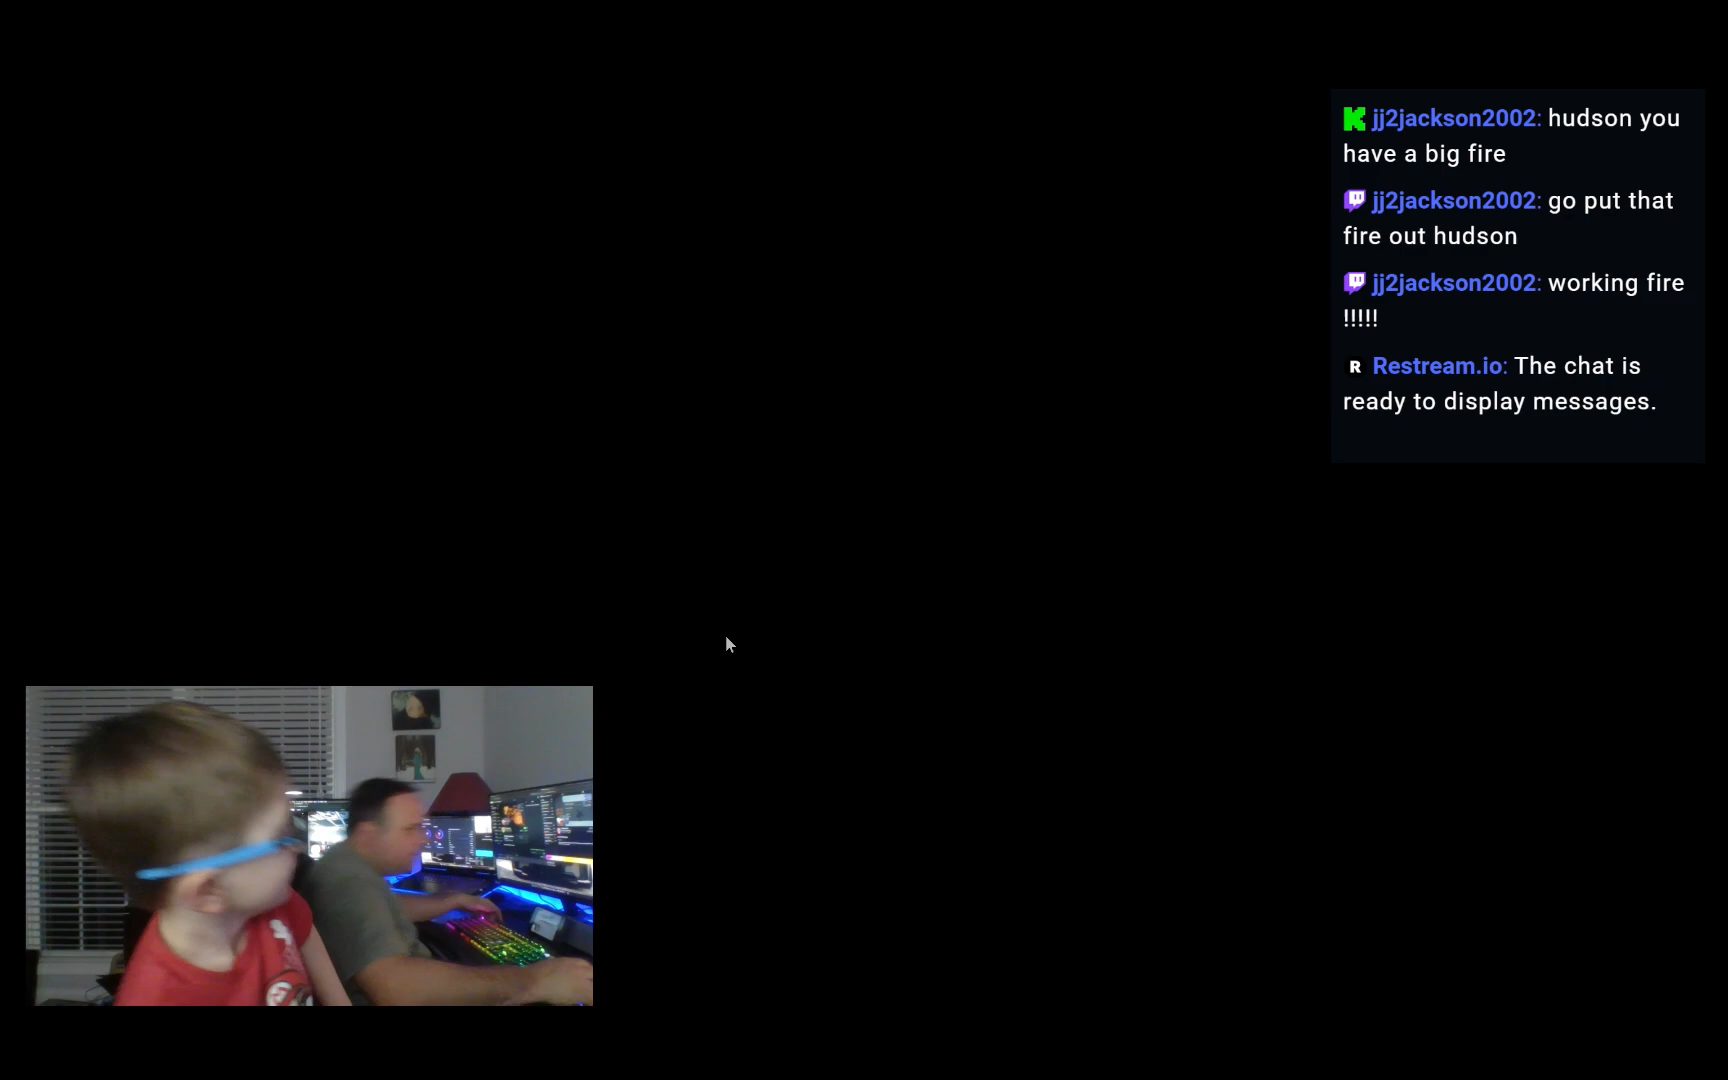 jj2jackson2002: hudson you
have a big fire
jj2jackson2002: go put that
fire out hudson
jj2jackson2002: working fire
!!!!!
R Restream.io: The chat is
ready to display messages.